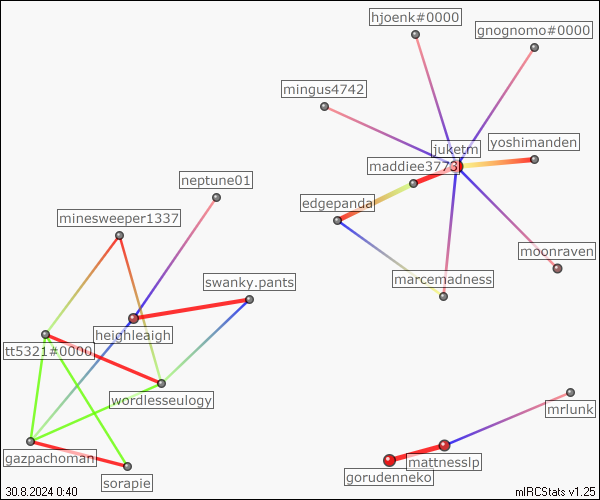 hjoenk#0000
gnognomo#0000
mingus4742
juketm
yoshimanden
maddiee3773
neptune01
edgepanda
minesweeper1337
moonraven
swanky.pants
marcemadness
heighleaigh
tt5321#0000
wordlesseulogy
mrlunk
gazpachoman
mattnesslp
gorudenneko
sorapie
30.8.2024 0:40
mIRCStats v1.25